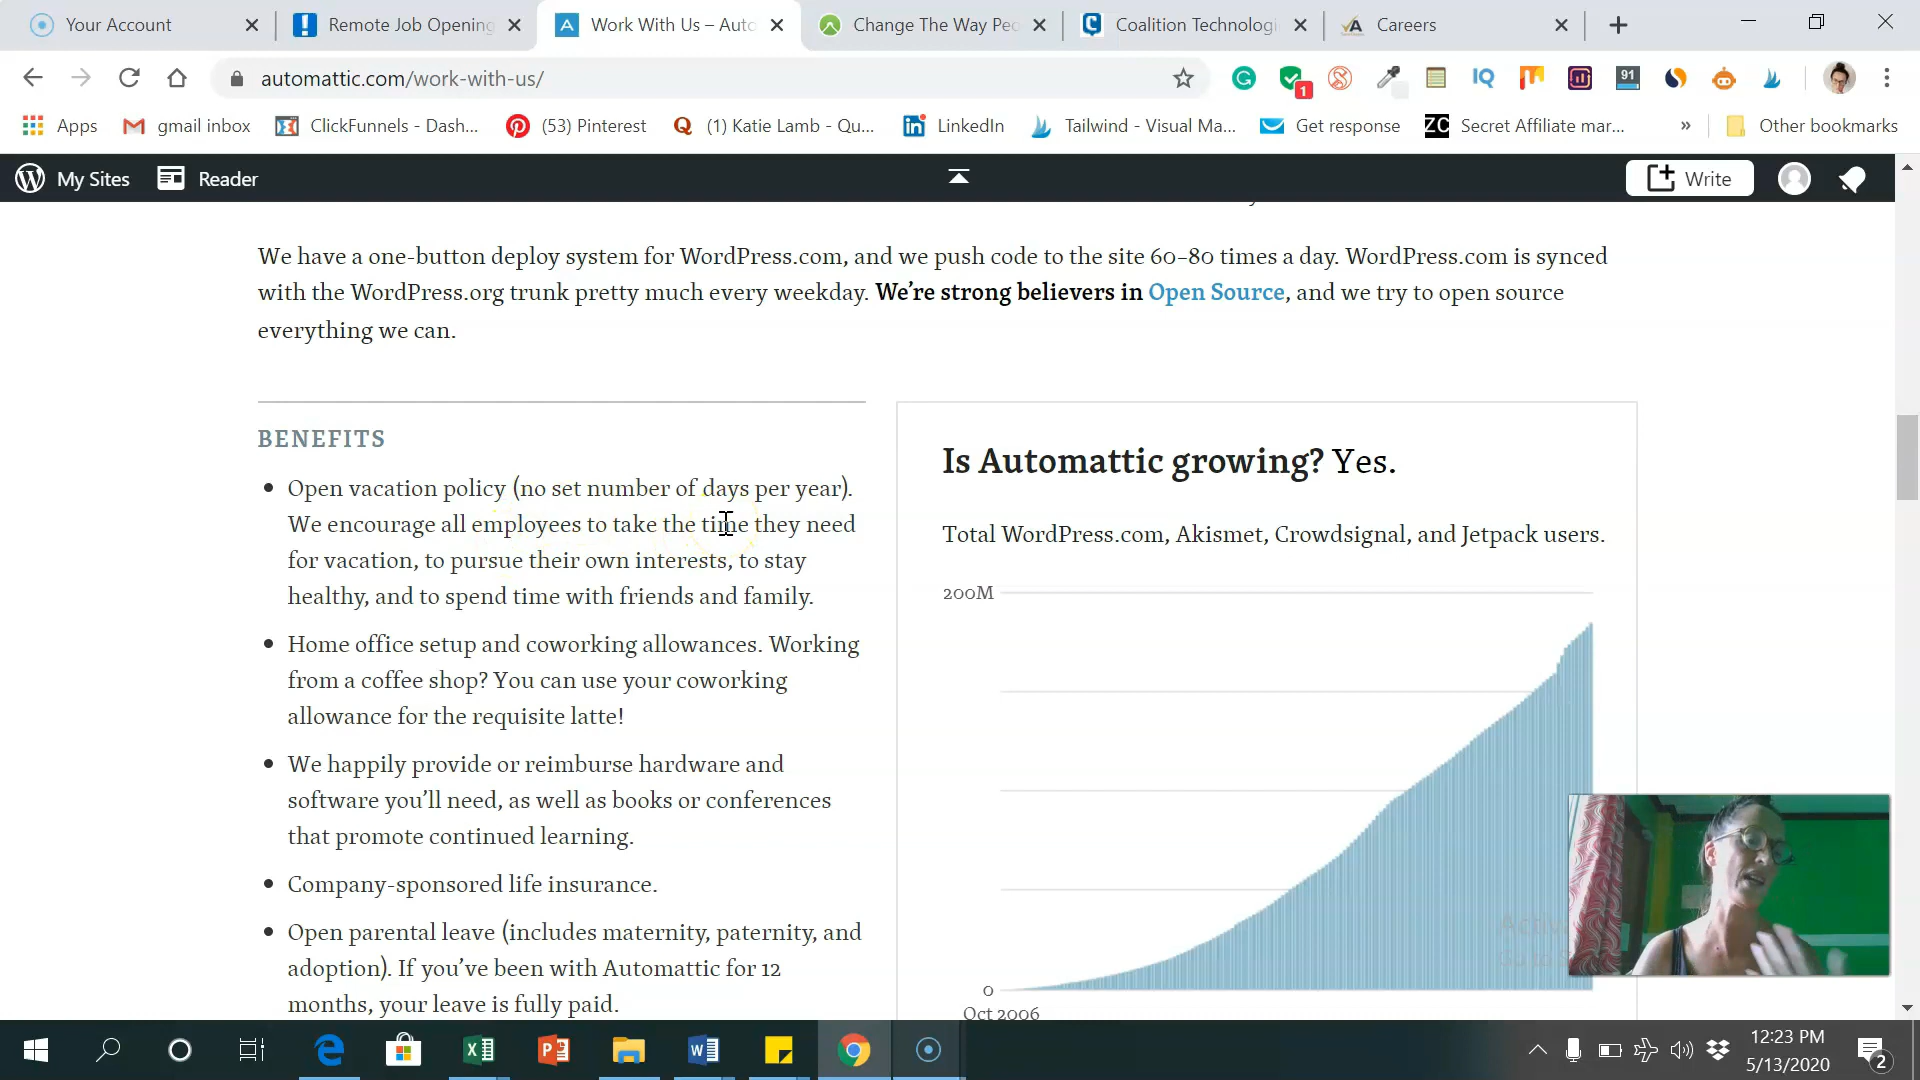 Your Account
Remote Job Opening
Work With Us – Auto
Change The Way Peo
Coalition Technologi
Careers
automattic.com/work-with-us/
1
91
Apps
gmail inbox
ClickFunnels - Dash...
(53) Pinterest
(1) Katie Lamb - Qu...
LinkedIn
Tailwind - Visual Ma...
Get response
ZC
Secret Affiliate mar...
»
Other bookmarks
My Sites
Reader
Write
We have a one-button deploy system for WordPress.com, and we push code to the site 60–80 times a day. WordPress.com is synced
with the WordPress.org trunk pretty much every weekday. We’re strong believers in Open Source, and we try to open source
everything we can.
BENEFITS
Open vacation policy (no set number of days per year).
We encourage all employees to take the time they need
for vacation, to pursue their own interests, to stay
healthy, and to spend time with friends and family.
Home office setup and coworking allowances. Working
from a coffee shop? You can use your coworking
allowance for the requisite latte!
We happily provide or reimburse hardware and
software you’ll need, as well as books or conferences
that promote continued learning.
Company-sponsored life insurance.
Open parental leave (includes maternity, paternity, and
adoption). If you’ve been with Automattic for 12
months, your leave is fully paid.
Is Automattic growing? Yes.
Total WordPress.com, Akismet, Crowdsignal, and Jetpack users.
200M
0
Oct 2006
12:23 PM
5/13/2020
2